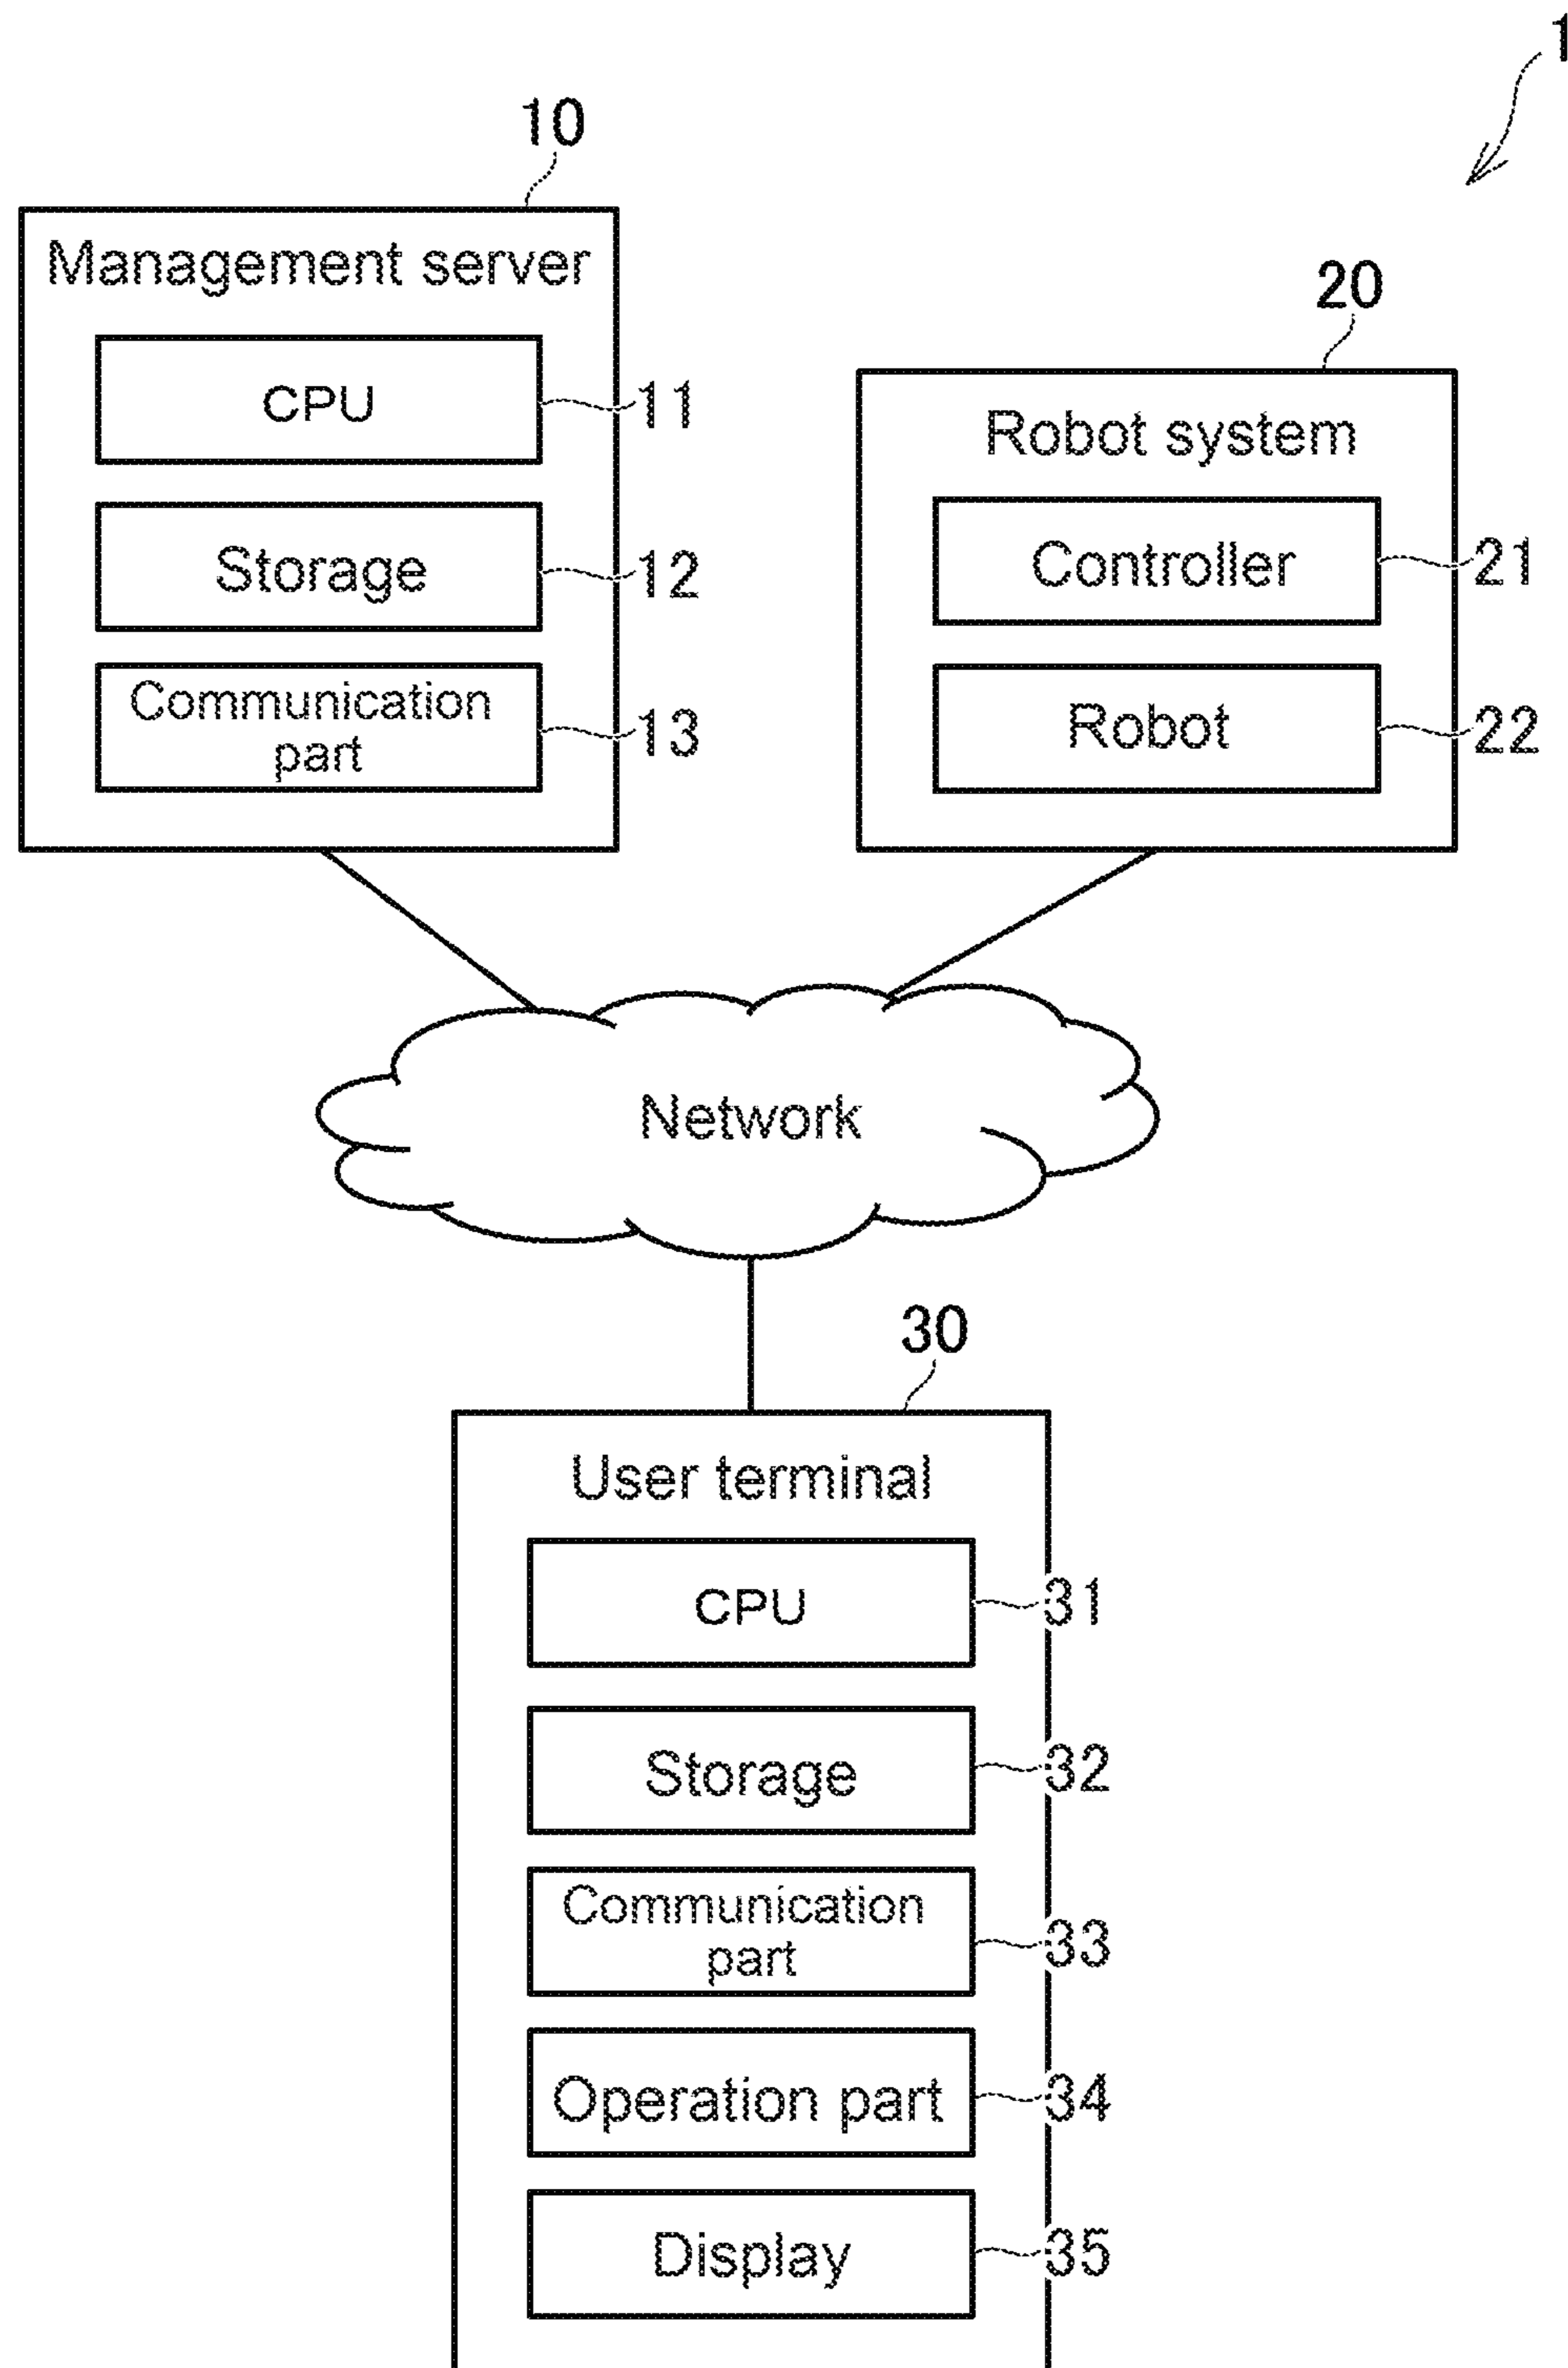 1
10
Management server
CPU
11
Storage
12
Communication
part
13
20
Robot system
Controller
21
Robot
22
Network
30
User terminal
CPU
31
Storage
32
Communication
part
33
Operation part
34
Display
35